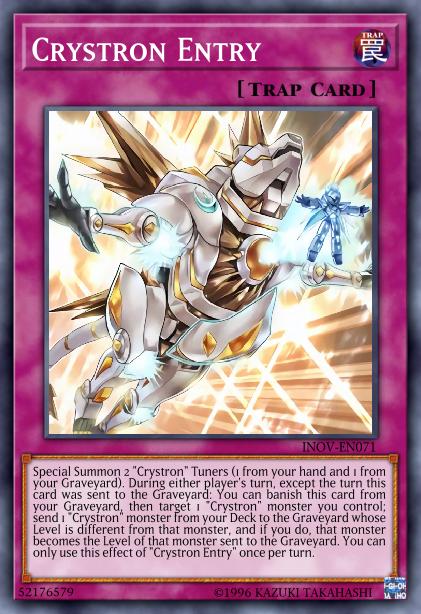 Crystron Entry
TRAP
罠
[Trap Card]
INOV-EN071
Special Summon 2 "Crystron" Tuners (1 from your hand and 1 from
your Graveyard). During either player's turn, except the turn this
card was sent to the Graveyard: You can banish this card from
your Graveyard, then target 1 "Crystron" monster you control;
send 1 "Crystron" monster from your Deck to the Graveyard whose
Level is different from that monster, and if you do, that monster
becomes the Level of that monster sent to the Graveyard. You can
only use this effect of "Crystron Entry" once per turn.
52176579
©1996 KAZUKI TAKAHASHI